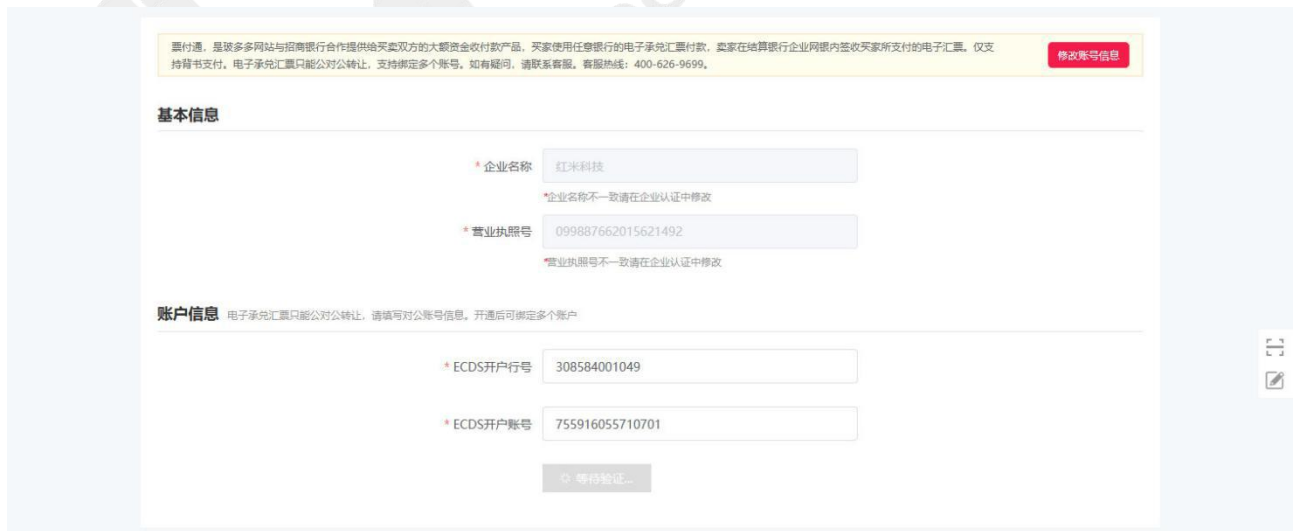 票付通，是玻多多网站与招商银行合作提供给买卖双方的大额资金收付款产品，买家使用任意银行的电子承兑汇票付款，卖家在结算银行企业网银内签收买家所支付的电子汇票。仅支
持背书支付。电子承兑汇票只能公对公转让，支持绑定多个账号。如有疑问，请联系客服。客服热线：400-626-9699。
修改账号信息
基本信息
* 企业名称 红米科技
*企业名称不一致请在企业认证中修改
* 营业执照号 099887662015621492
*营业执照号不一致请在企业认证中修改
账户信息 电子承兑汇票只能公对公转让，请填写对公账号信息。开通后可绑定多个账户
* ECDS开户行号 308584001049
* ECDS开户账号 755916055710701
等待验证...